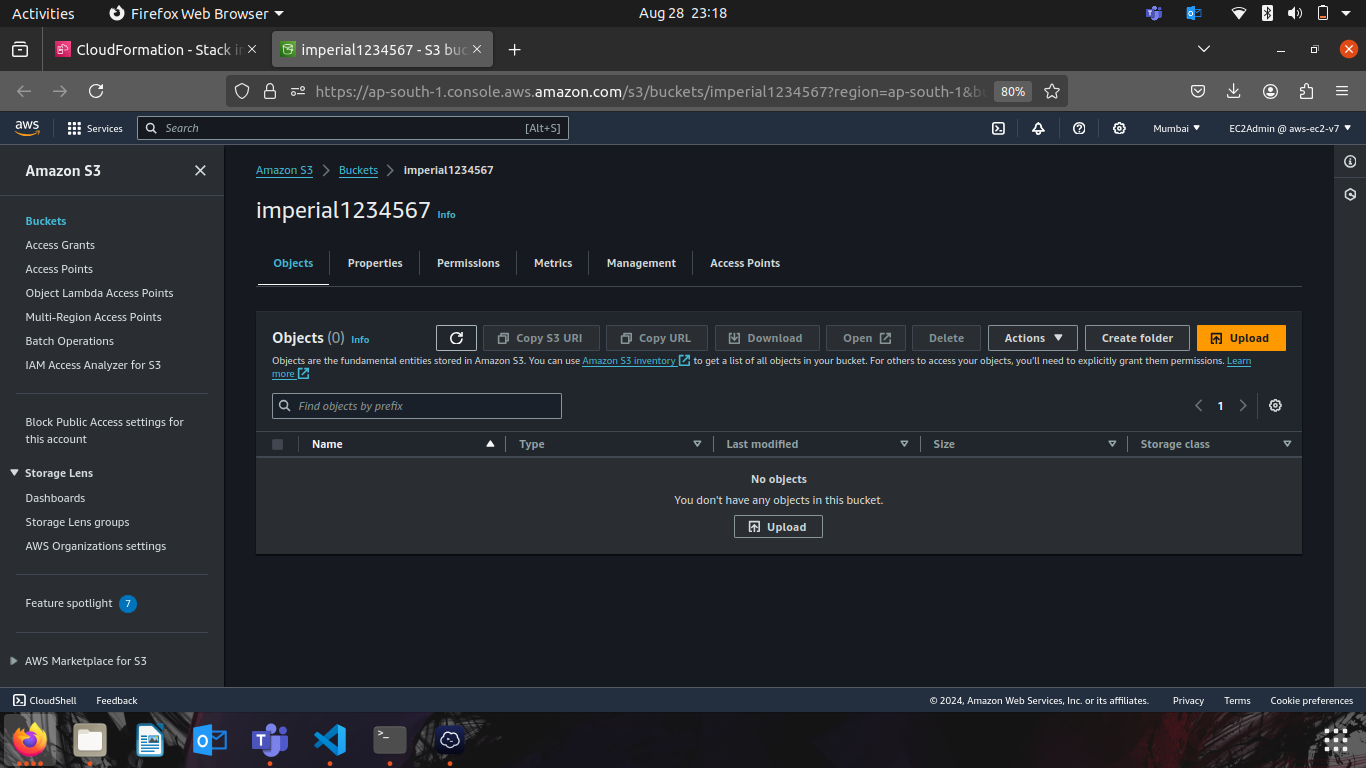 Activities Firefox Web Browser Aug 28 23:18
CloudFormation - Stack in imperial1234567 - S3 buc
https://ap-south-1.console.aws.amazon.com/s3/buckets/imperial1234567?region=ap-south-1&bu 80%
aws Services Search [Alt+S] Mumbai EC2Admin @ aws-ec2-v7
Amazon S3
Buckets
Access Grants
Access Points
Object Lambda Access Points
Multi-Region Access Points
Batch Operations
IAM Access Analyzer for S3
Block Public Access settings for
this account
Storage Lens
Dashboards
Storage Lens groups
AWS Organizations settings
Feature spotlight 7
AWS Marketplace for S3
Amazon S3 Buckets imperial1234567
imperial1234567 Info
Objects Properties Permissions Metrics Management Access Points
Objects (0) Info Copy S3 URI Copy URL Download Open Delete Actions Create folder Upload
Objects are the fundamental entities stored in Amazon S3. You can use Amazon S3 inventory to get a list of all objects in your bucket. For others to access your objects, you'll need to explicitly grant them permissions. Learn
more
Find objects by prefix 1
Name Type Last modified Size Storage class
No objects
You don't have any objects in this bucket.
Upload
CloudShell Feedback © 2024, Amazon Web Services, Inc. or its affiliates. Privacy Terms Cookie preferences